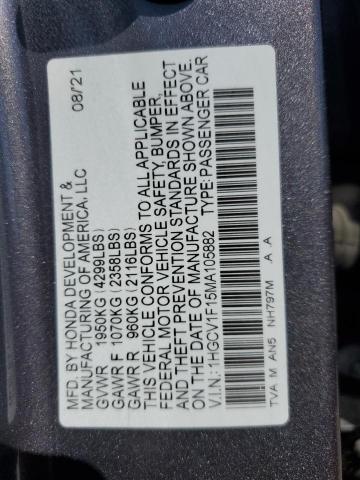 MFD. BY HONDA DEVELOPMENT & 08/'21
MANUFACTURING OF AMERICA, LLC
GVWR 1950KG (4299LBS)
GAWR F 1070KG (2358LBS)
GAWR R 960KG (2116LBS)
THIS VEHICLE CONFORMS TO ALL APPLICABLE
FEDERAL MOTOR VEHICLE SAFETY, BUMPER,
AND THEFT PREVENTION STANDARDS IN EFFECT
ON THE DATE OF MANUFACTURE SHOWN ABOVE.
V.I.N.: 1HGCV1F15MA105882 TYPE: PASSENGER CAR
TVA M AN5 NH797M A A